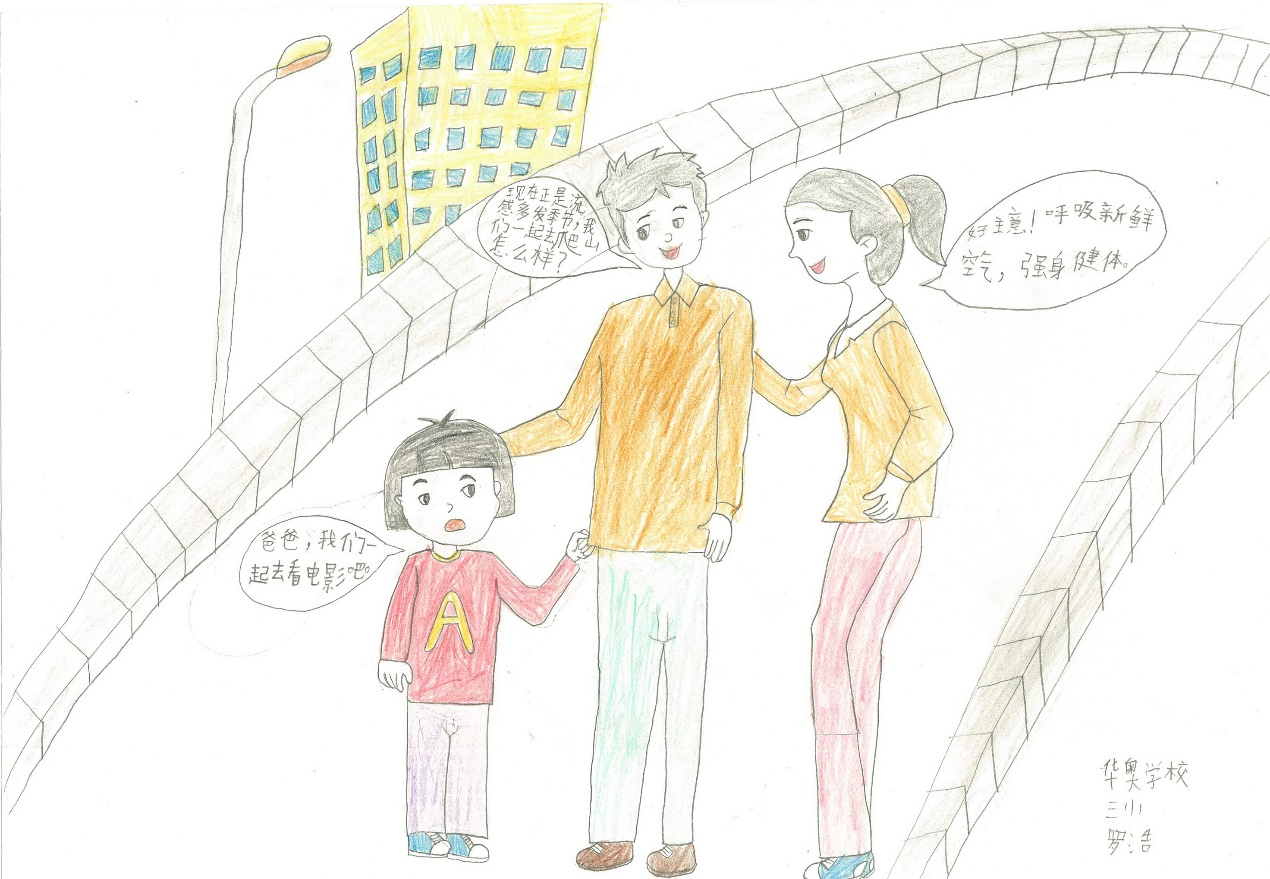 爸爸，我们一
起去看电影吧。
现在正是流
感多发季节，我
们一起去爬山
怎么样？
好主意！呼吸新鲜
空气，强身健体。
A
华奥学校
三小
罗浩